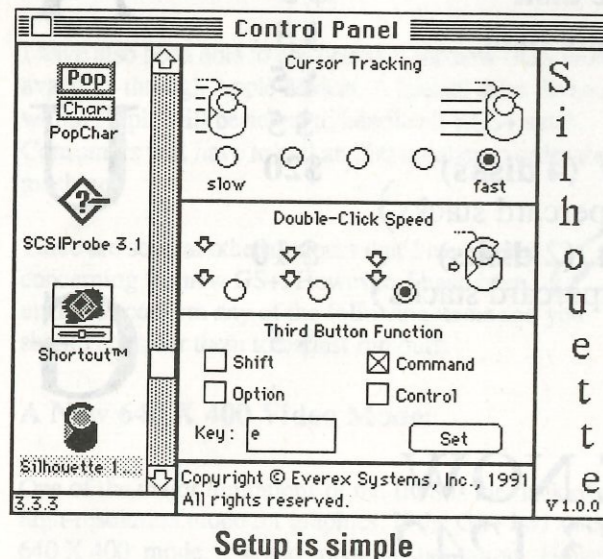 Control Panel
Pop
Char
PopChar
SCSIProbe 3.1
Shortcut™
Silhouette 1....
3.3.3
Cursor Tracking
slow
fast
Double-Click Speed
Third Button Function
Shift
Command
Option
Control
Key: e
Set
Copyright © Everex Systems, Inc., 1991
All rights reserved.
Silhouette
V1.0.0
Setup is simple